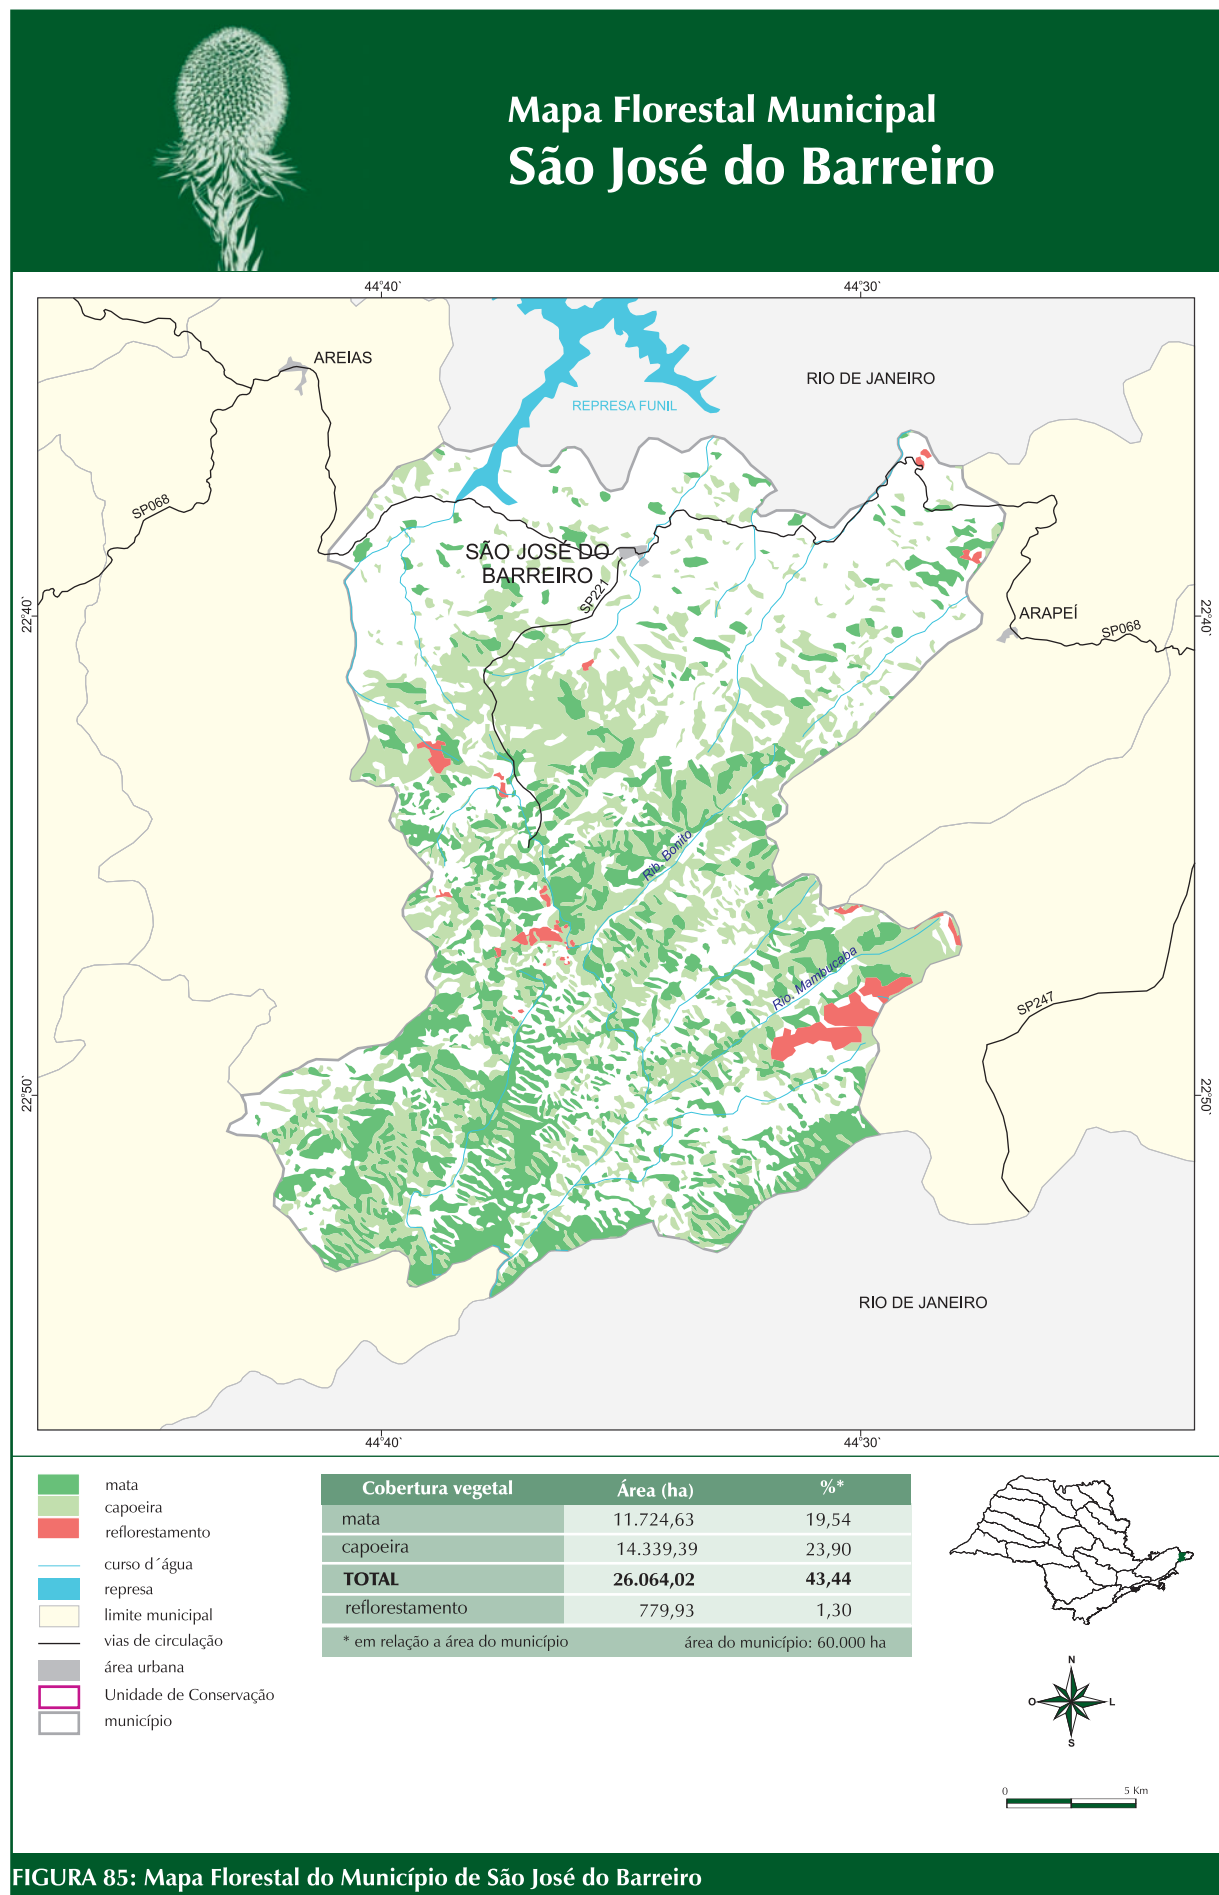 Mapa Florestal Municipal
São José do Barreiro
44°40`
44°30`
AREIAS
RIO DE JANEIRO
REPRESA FUNIL
SP068
SÃO JOSÉ DO
BARREIRO
SP221
22°40`
22°40`
ARAPEÍ
SP068
Rib. Bonito
Rio. Mambucaba
SP247
22°50`
22°50`
RIO DE JANEIRO
44°40`
44°30`
mata
capoeira
reflorestamento
curso d´água
represa
limite municipal
vias de circulação
área urbana
Unidade de Conservação
município
Cobertura vegetal Área (ha) %*
mata 11.724,63 19,54
capoeira 14.339,39 23,90
TOTAL 26.064,02 43,44
reflorestamento 779,93 1,30
* em relação a área do município área do município: 60.000 ha
N
O L
S
0 5 Km
FIGURA 85: Mapa Florestal do Município de São José do Barreiro